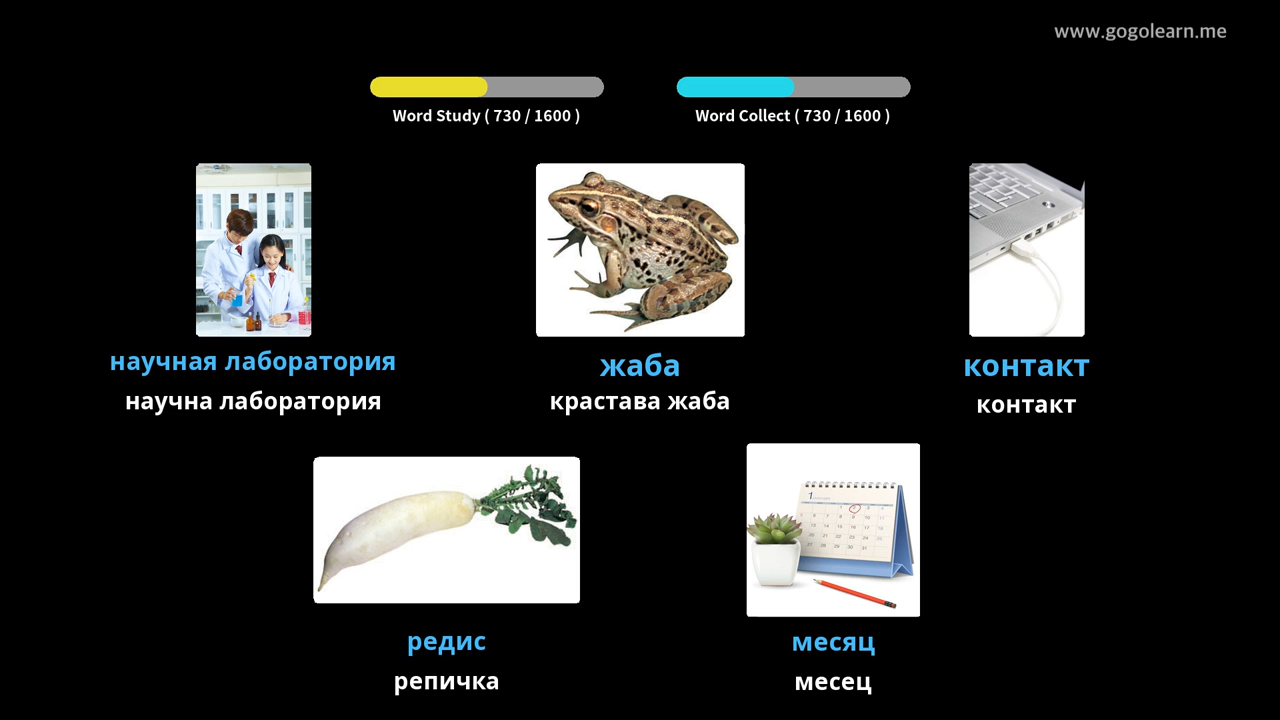 www.gogolearn.me
Word Study ( 730 / 1600 )
Word Collect ( 730 / 1600 )
научная лаборатория
жаба
контакт
научна лаборатория
крастава жаба
контакт
редис
месяц
репичка
месец